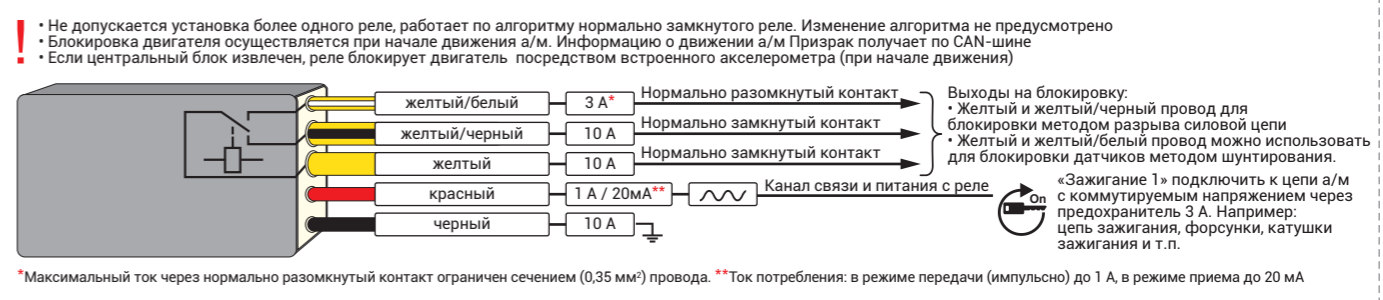 ! • Не допускается установка более одного реле, работает по алгоритму нормально замкнутого реле. Изменение алгоритма не предусмотрено
• Блокировка двигателя осуществляется при начале движения а/м. Информацию о движении а/м Призрак получает по CAN-шине
• Если центральный блок извлечен, реле блокирует двигатель посредством встроенного акселерометра (при начале движения)
желтый/белый 3 А* Нормально разомкнутый контакт
желтый/черный 10 А Нормально замкнутый контакт
желтый 10 А Нормально замкнутый контакт
красный 1 А / 20мА** Канал связи и питания с реле
черный 10 А
Выходы на блокировку:
• Желтый и желтый/черный провод для
блокировки методом разрыва силовой цепи
• Желтый и желтый/белый провод можно использовать
для блокировки датчиков методом шунтирования.
On
«Зажигание 1» подключить к цепи а/м
с коммутируемым напряжением через
предохранитель 3 А. Например:
цепь зажигания, форсунки, катушки
зажигания и т.п.
*Максимальный ток через нормально разомкнутый контакт ограничен сечением (0,35 мм²) провода. **Ток потребления: в режиме передачи (импульсно) до 1 А, в режиме приема до 20 мА